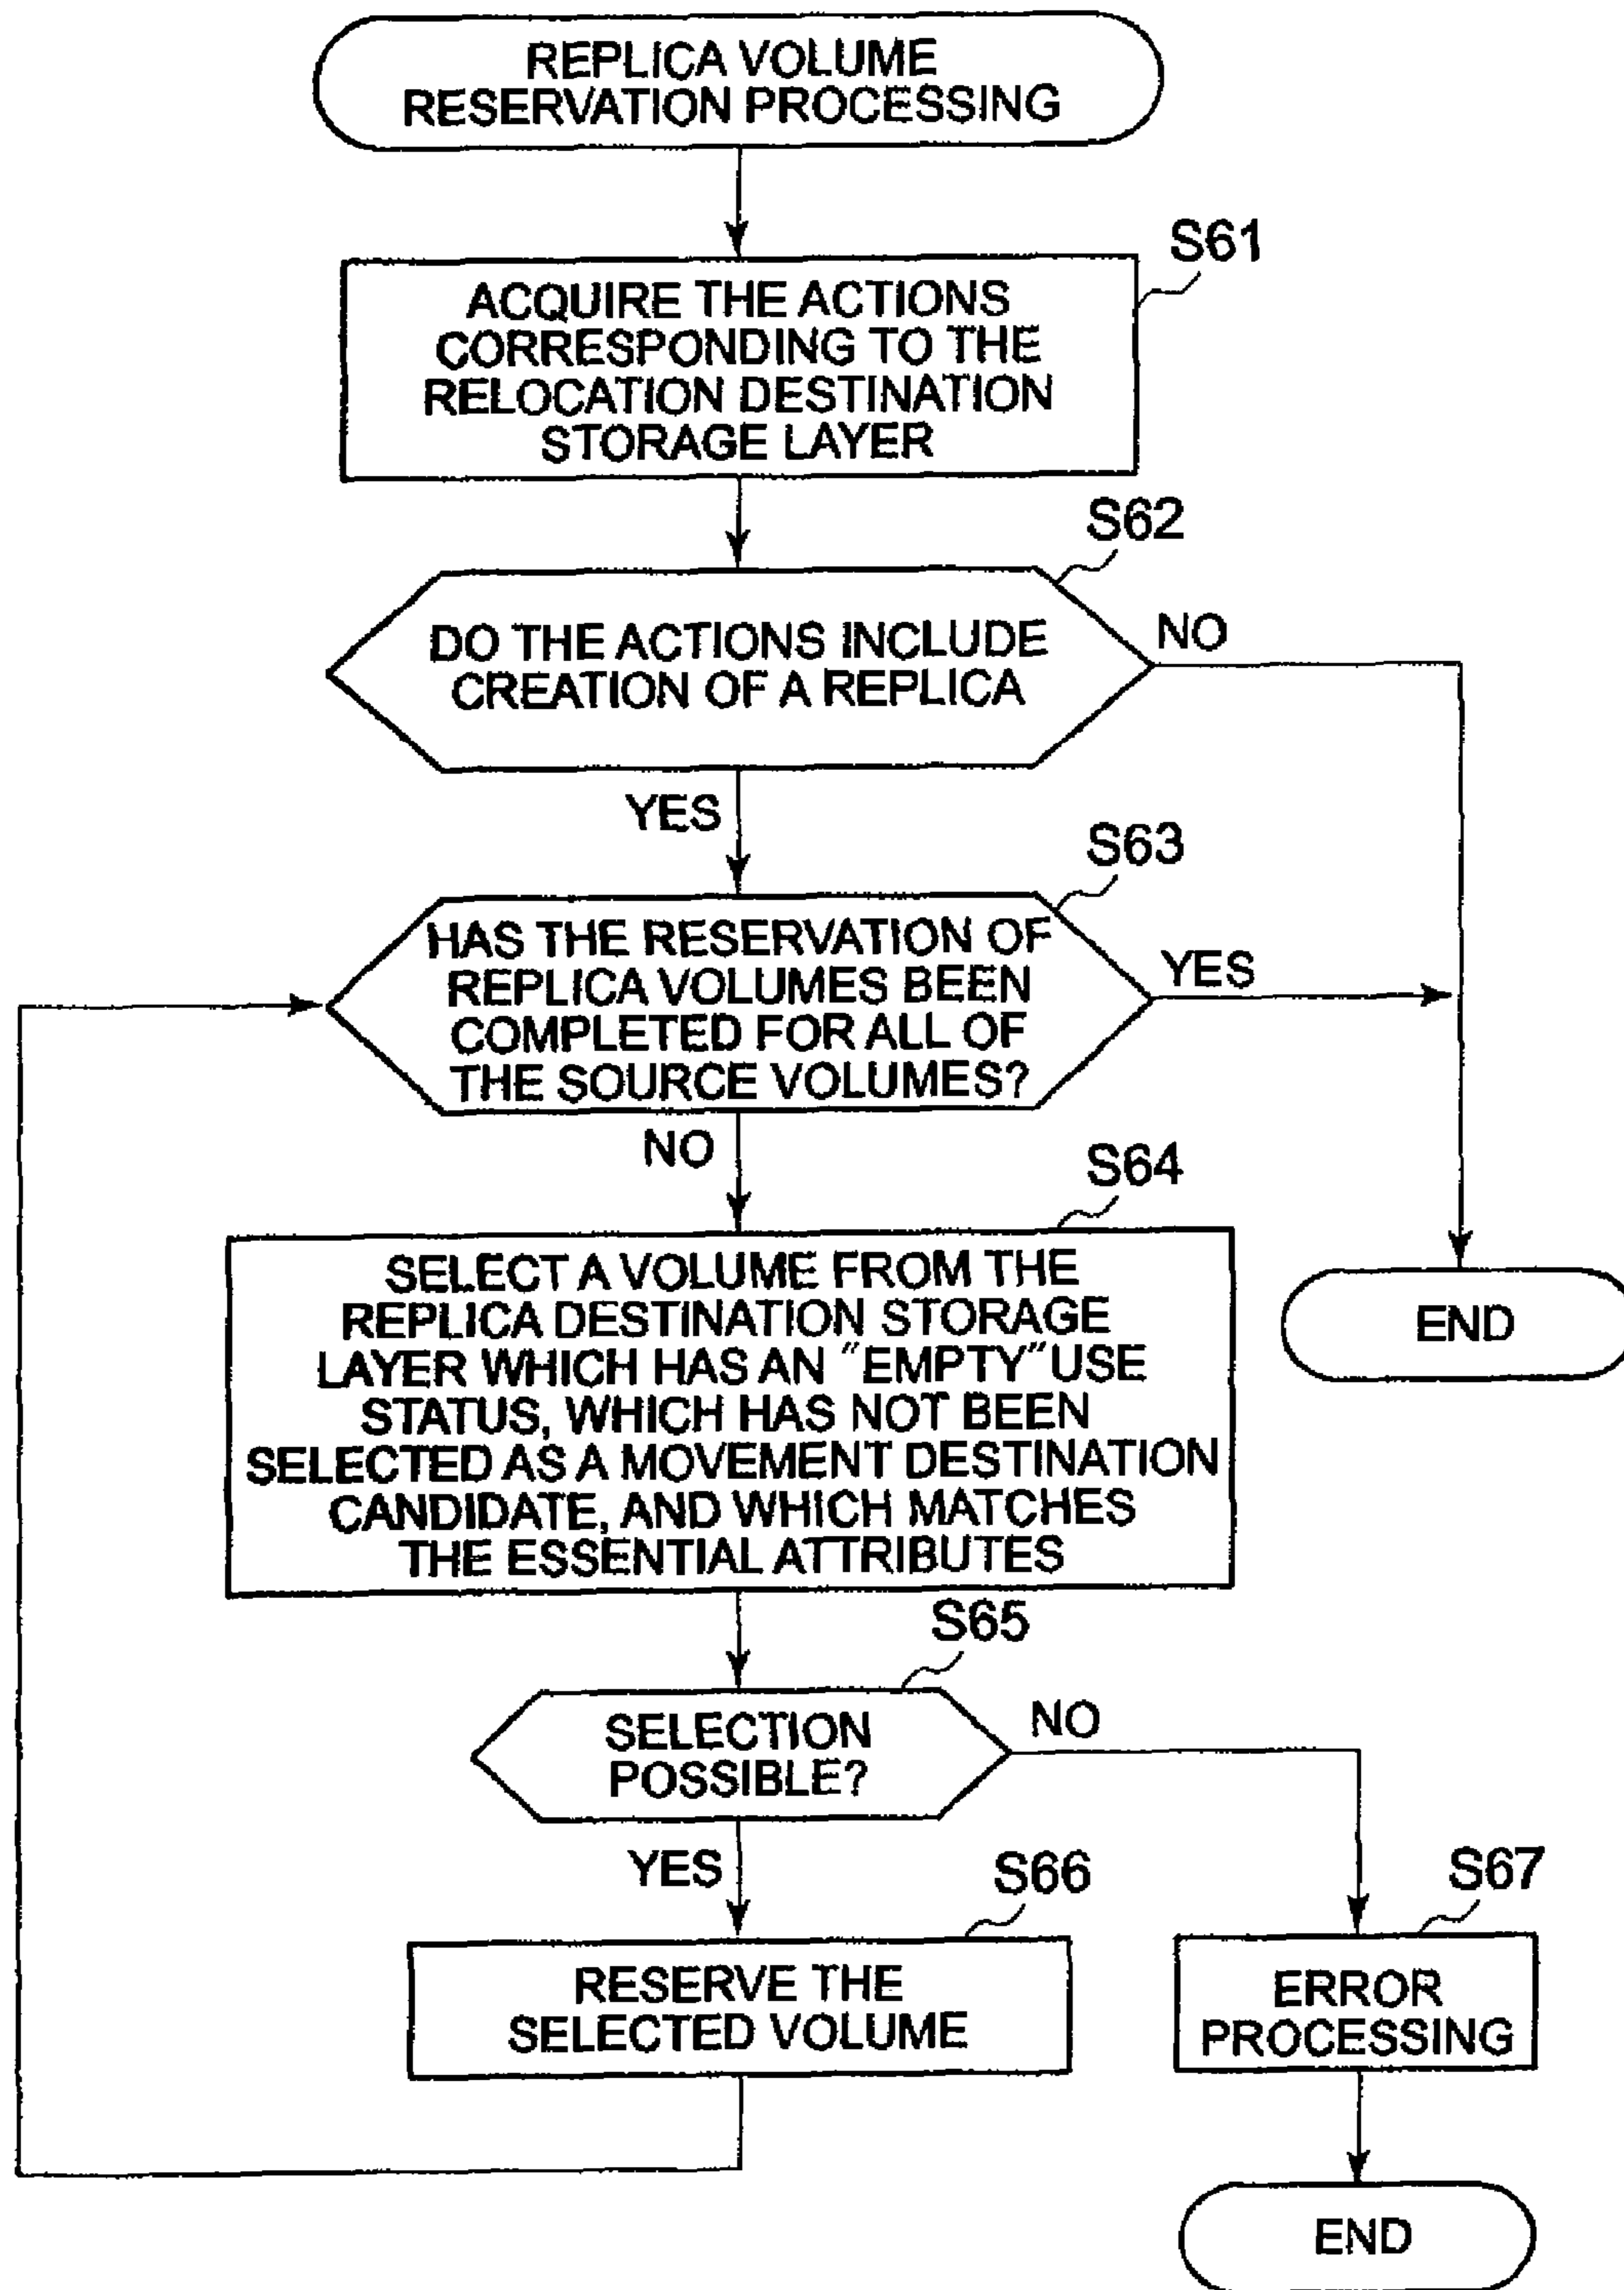 REPLICA VOLUME
RESERVATION PROCESSING
S61
ACQUIRE THE ACTIONS
CORRESPONDING TO THE
RELOCATION DESTINATION
STORAGE LAYER
S62
DO THE ACTIONS INCLUDE
CREATION OF A REPLICA
NO
YES
S63
HAS THE RESERVATION OF
REPLICA VOLUMES BEEN
COMPLETED FOR ALL OF
THE SOURCE VOLUMES?
YES
NO
S64
SELECT A VOLUME FROM THE
REPLICA DESTINATION STORAGE
LAYER WHICH HAS AN "EMPTY" USE
STATUS, WHICH HAS NOT BEEN
SELECTED AS A MOVEMENT DESTINATION
CANDIDATE, AND WHICH MATCHES
THE ESSENTIAL ATTRIBUTES
END
S65
SELECTION
POSSIBLE?
NO
YES
S66
RESERVE THE
SELECTED VOLUME
S67
ERROR
PROCESSING
END